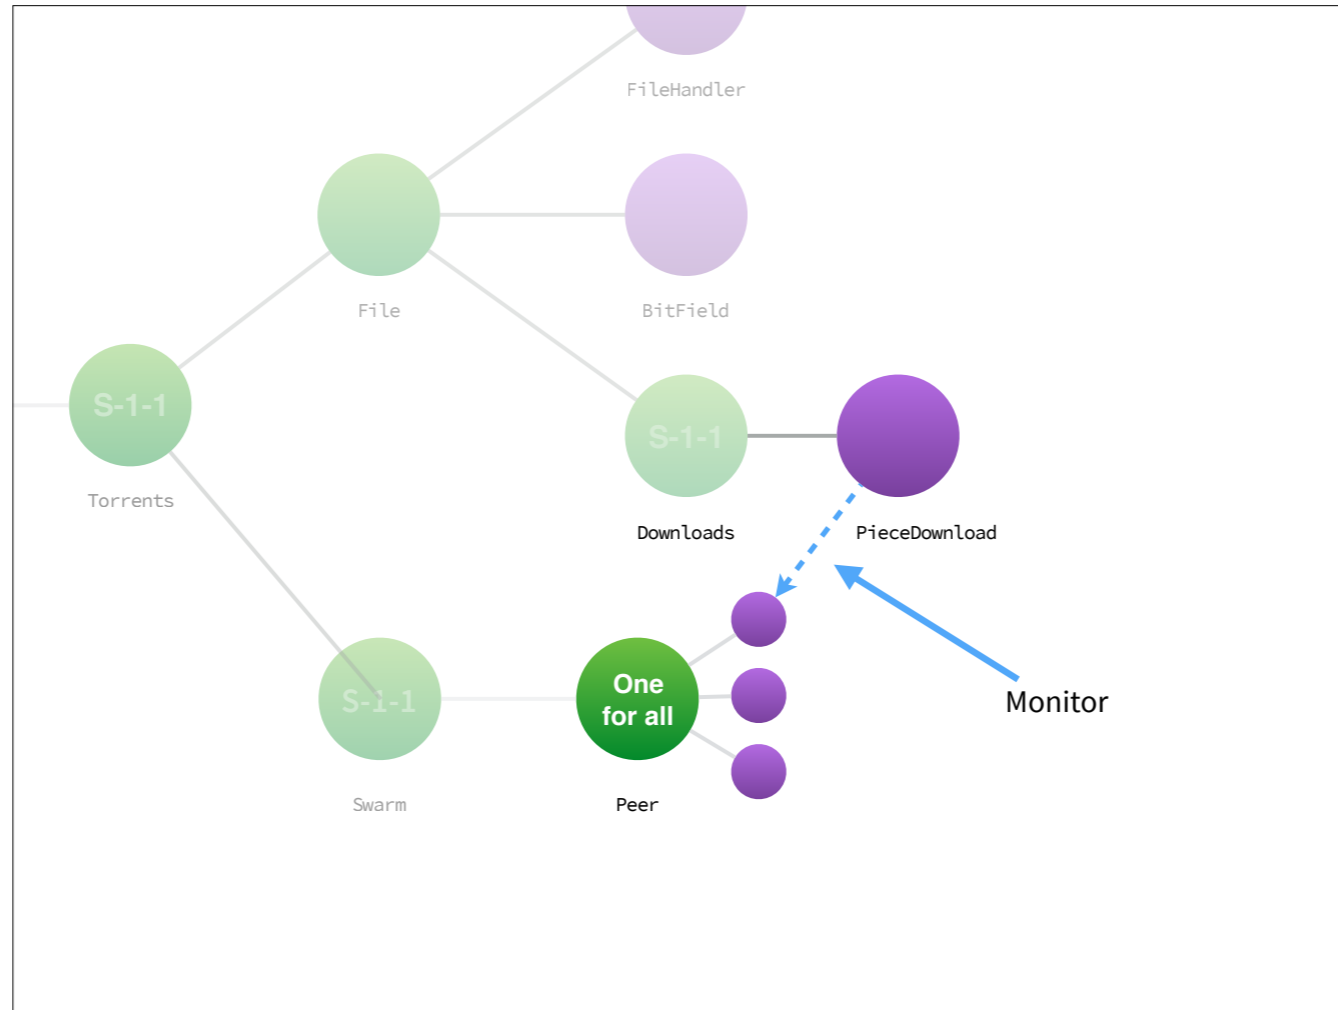 FileHandler
File
BitField
S-1-1
Torrents
S-1-1
Downloads
PieceDownload
S-1-1
Swarm
One
for all
Peer
Monitor